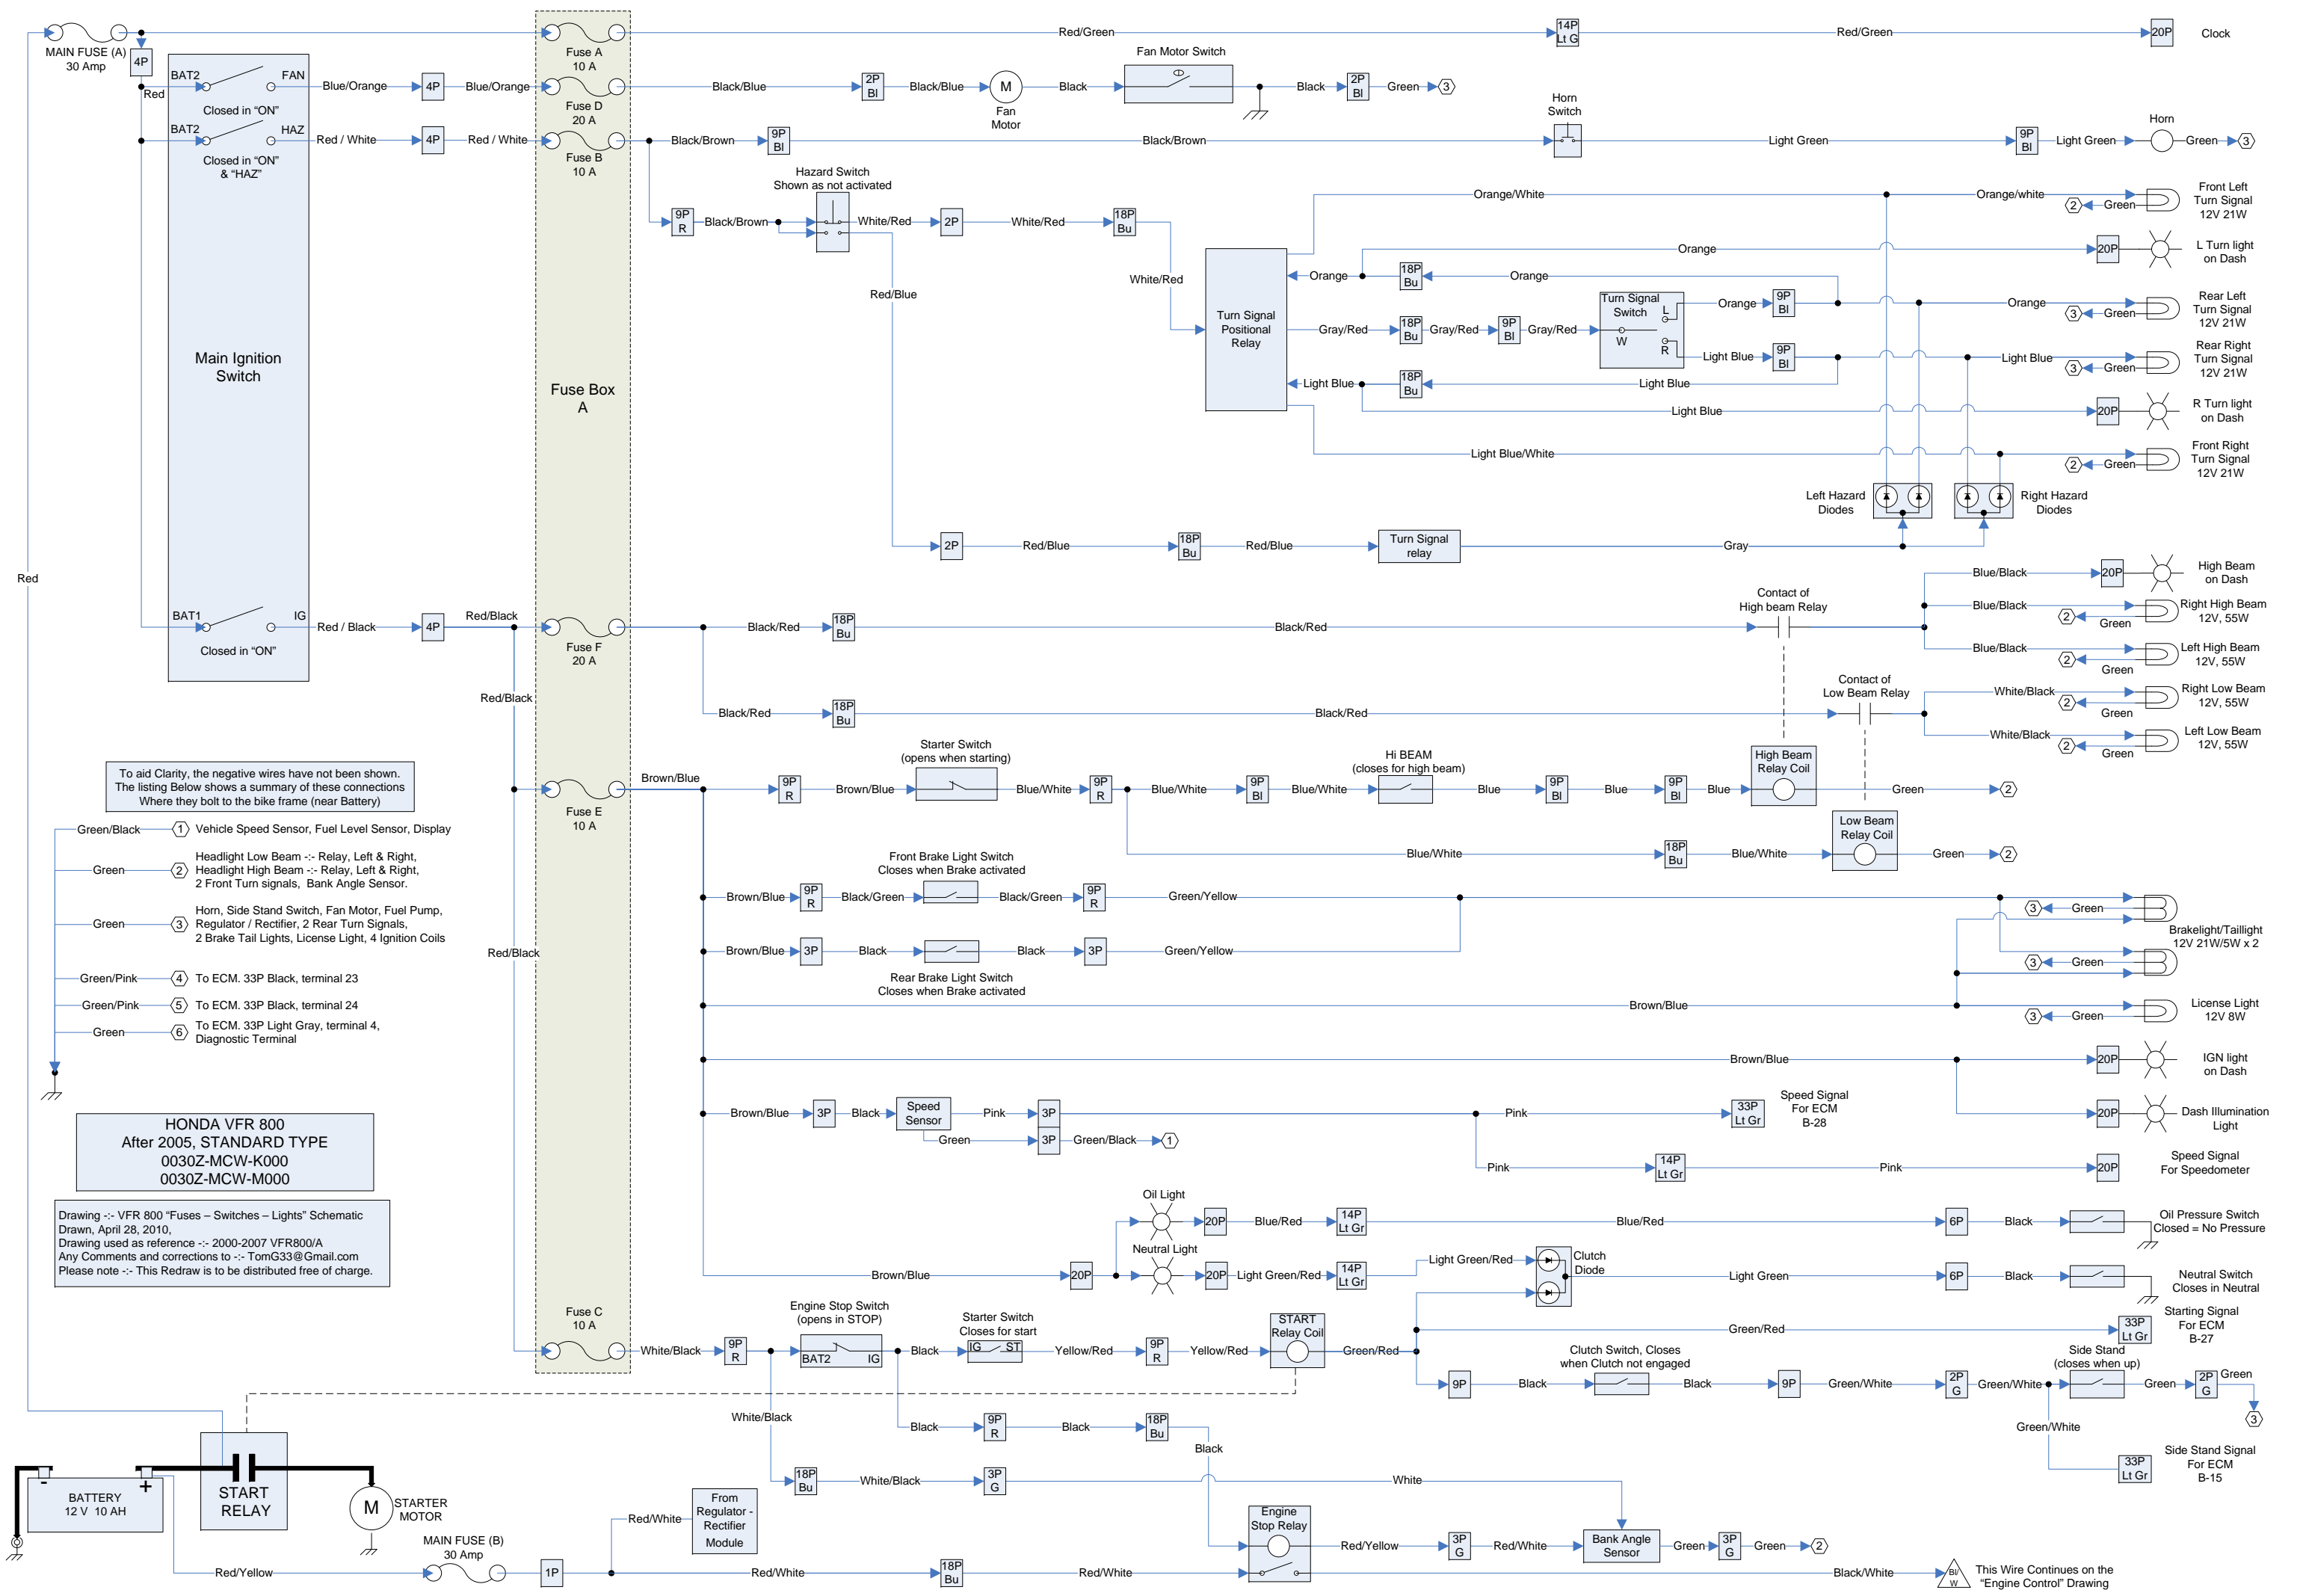 MAIN FUSE (A)
30 Amp
4P
Red
Fuse A
10 A
Red/Green
14P
Lt G
Red/Green
20P
Clock
BAT2
FAN
Closed in “ON”
Blue/Orange
4P
Blue/Orange
Fuse D
20 A
Black/Blue
2P
Bl
Black/Blue
M
Fan
Motor
Black
Fan Motor Switch
Black
2P
Bl
Green
3
BAT2
HAZ
Closed in “ON”
& “HAZ”
Red / White
4P
Red / White
Fuse B
10 A
Black/Brown
9P
Bl
Black/Brown
Horn
Switch
Light Green
9P
Bl
Light Green
Horn
Green
3
Hazard Switch
Shown as not activated
9P
R
Black/Brown
White/Red
2P
White/Red
18P
Bu
White/Red
Red/Blue
Turn Signal
Positional
Relay
Orange/White
Orange/white
2
Green
Front Left
Turn Signal
12V 21W
Orange
20P
L Turn light
on Dash
Orange
18P
Bu
Orange
Gray/Red
18P
Bu
Gray/Red
9P
Bl
Gray/Red
Turn Signal
Switch
L
W
R
Orange
9P
Bl
Orange
3
Green
Rear Left
Turn Signal
12V 21W
Light Blue
9P
Bl
Light Blue
3
Green
Rear Right
Turn Signal
12V 21W
Light Blue
18P
Bu
Light Blue
Light Blue
20P
R Turn light
on Dash
Light Blue/White
2
Green
Front Right
Turn Signal
12V 21W
Left Hazard
Diodes
Right Hazard
Diodes
2P
Red/Blue
18P
Bu
Red/Blue
Turn Signal
relay
Gray
Main Ignition
Switch
Fuse Box
A
Red
BAT1
IG
Closed in “ON”
Red / Black
4P
Red/Black
Fuse F
20 A
Black/Red
18P
Bu
Black/Red
Contact of
High beam Relay
Blue/Black
20P
High Beam
on Dash
Blue/Black
2
Green
Right High Beam
12V, 55W
Blue/Black
2
Green
Left High Beam
12V, 55W
Red/Black
Black/Red
18P
Bu
Black/Red
Contact of
Low Beam Relay
White/Black
2
Green
Right Low Beam
12V, 55W
White/Black
2
Green
Left Low Beam
12V, 55W
Fuse E
10 A
Brown/Blue
9P
R
Brown/Blue
Starter Switch
(opens when starting)
Blue/White
9P
R
Blue/White
9P
Bl
Blue/White
Hi BEAM
(closes for high beam)
Blue
9P
Bl
Blue
9P
Bl
Blue
High Beam
Relay Coil
Green
2
Blue/White
18P
Bu
Blue/White
Low Beam
Relay Coil
Green
2
To aid Clarity, the negative wires have not been shown.
The listing Below shows a summary of these connections
Where they bolt to the bike frame (near Battery)
Green/Black
1
Vehicle Speed Sensor, Fuel Level Sensor, Display
Green
2
Headlight Low Beam -:- Relay, Left & Right,
Headlight High Beam -:- Relay, Left & Right,
2 Front Turn signals, Bank Angle Sensor.
Green
3
Horn, Side Stand Switch, Fan Motor, Fuel Pump,
Regulator / Rectifier, 2 Rear Turn Signals,
2 Brake Tail Lights, License Light, 4 Ignition Coils
Green/Pink
4
To ECM. 33P Black, terminal 23
Green/Pink
5
To ECM. 33P Black, terminal 24
Green
6
To ECM. 33P Light Gray, terminal 4,
Diagnostic Terminal
Red/Black
Brown/Blue
9P
R
Black/Green
Front Brake Light Switch
Closes when Brake activated
Black/Green
9P
R
Green/Yellow
3
Green
Brakelight/Taillight
12V 21W/5W x 2
3
Green
Brown/Blue
3P
Black
Rear Brake Light Switch
Closes when Brake activated
Black
3P
Green/Yellow
Brown/Blue
3
Green
License Light
12V 8W
Brown/Blue
20P
IGN light
on Dash
20P
Dash Illumination
Light
Brown/Blue
3P
Black
Speed
Sensor
Pink
3P
Pink
33P
Lt Gr
Speed Signal
For ECM
B-28
Green
3P
Green/Black
1
Pink
14P
Lt Gr
Pink
20P
Speed Signal
For Speedometer
HONDA VFR 800
After 2005, STANDARD TYPE
0030Z-MCW-K000
0030Z-MCW-M000
Drawing -:- VFR 800 “Fuses – Switches – Lights” Schematic
Drawn, April 28, 2010,
Drawing used as reference -:- 2000-2007 VFR800/A
Any Comments and corrections to -:- TomG33@Gmail.com
Please note -:- This Redraw is to be distributed free of charge.
Brown/Blue
20P
Oil Light
20P
Blue/Red
14P
Lt Gr
Blue/Red
6P
Black
Oil Pressure Switch
Closed = No Pressure
Neutral Light
20P
Light Green/Red
14P
Lt Gr
Light Green/Red
Clutch
Diode
Light Green
6P
Black
Neutral Switch
Closes in Neutral
Fuse C
10 A
White/Black
9P
R
Engine Stop Switch
(opens in STOP)
BAT2
IG
Black
Starter Switch
Closes for start
IG
ST
Yellow/Red
9P
R
Yellow/Red
START
Relay Coil
Green/Red
Green/Red
33P
Lt Gr
Starting Signal
For ECM
B-27
9P
Black
Clutch Switch, Closes
when Clutch not engaged
Black
9P
Green/White
2P
G
Green/White
Side Stand
(closes when up)
Green
2P
G
Green
3
Green/White
33P
Lt Gr
Side Stand Signal
For ECM
B-15
White/Black
Black
9P
R
Black
18P
Bu
Black
18P
Bu
White/Black
3P
G
White
-
+
BATTERY
12 V 10 AH
START
RELAY
M
STARTER
MOTOR
Red/Yellow
MAIN FUSE (B)
30 Amp
1P
Red/White
From
Regulator -
Rectifier
Module
Red/White
18P
Bu
Red/White
Engine
Stop Relay
Red/Yellow
3P
G
Red/White
Bank Angle
Sensor
Green
3P
G
Green
2
Black/White
Bl/
W
This Wire Continues on the
“Engine Control” Drawing